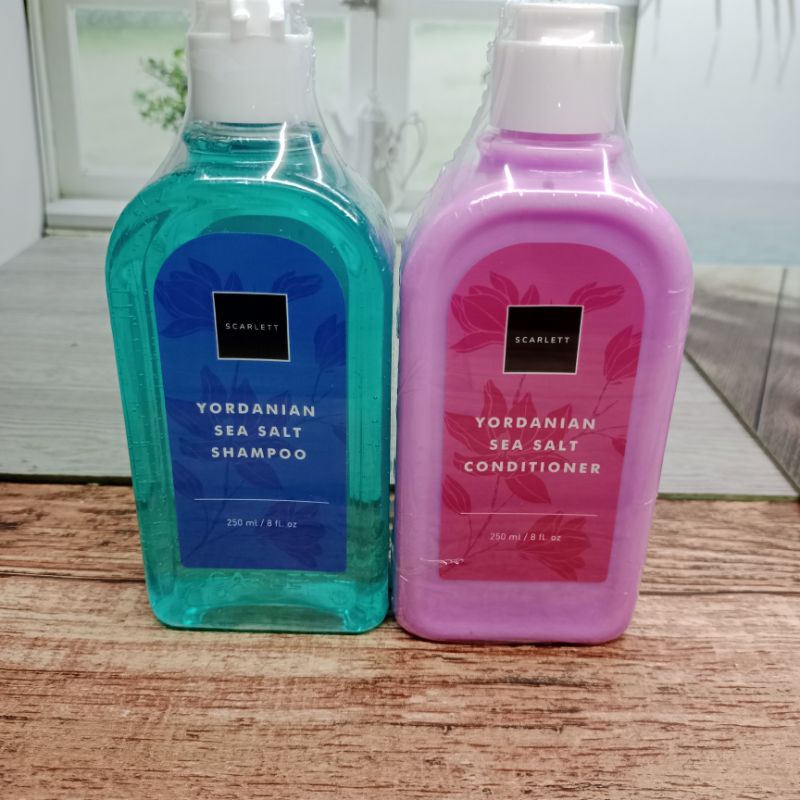 SCARLETT
YORDANIAN
SEA SALT
SHAMPOO
250 ml / 8 fl. oz
SCARLETT
YORDANIAN
SEA SALT
CONDITIONER
250 ml / 8 fl. oz